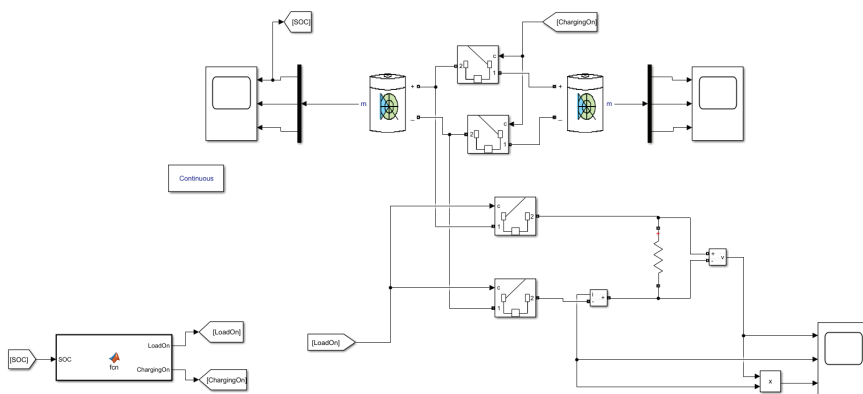 [SOC]
[ChargingOn]
c
2
1
+
m
+
m
_
c
_
2
1
Continuous
c
2
1
+
+
-
v
c
2
1
i
-
+
[LoadOn]
[LoadOn]
LoadOn
[SOC]
SOC
fcn
ChargingOn
[ChargingOn]
x